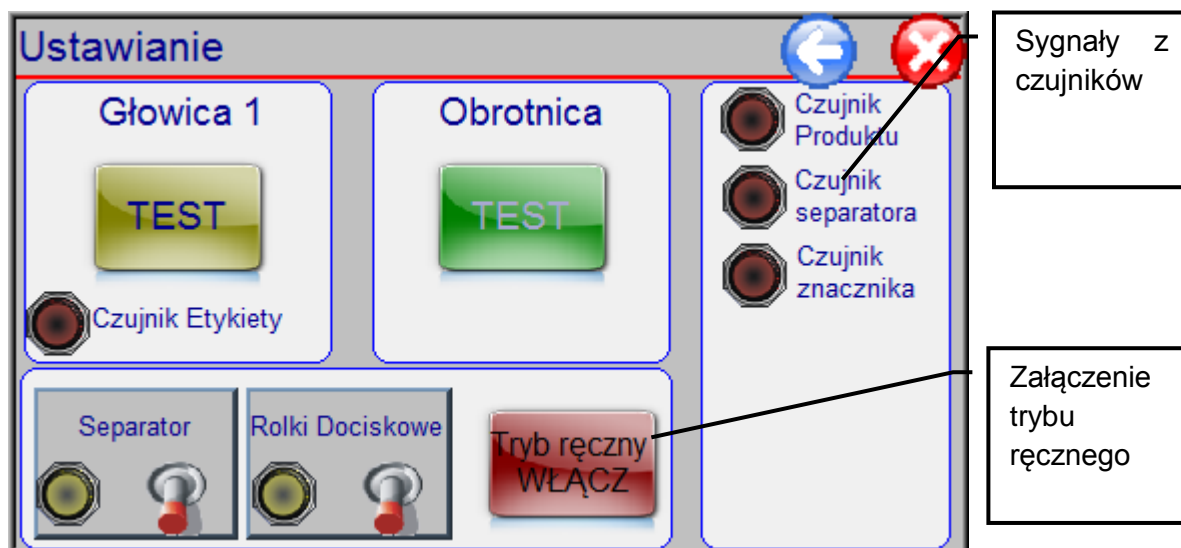 Ustawianie
Głowica 1
TEST
Czujnik Etykiety
Obrotnica
TEST
Czujnik
Produktu
Czujnik
separatora
Czujnik
znacznika
Separator
Rolki Dociskowe
Tryb ręczny
WŁĄCZ
Sygnały z
czujników
Załączenie
trybu
ręcznego